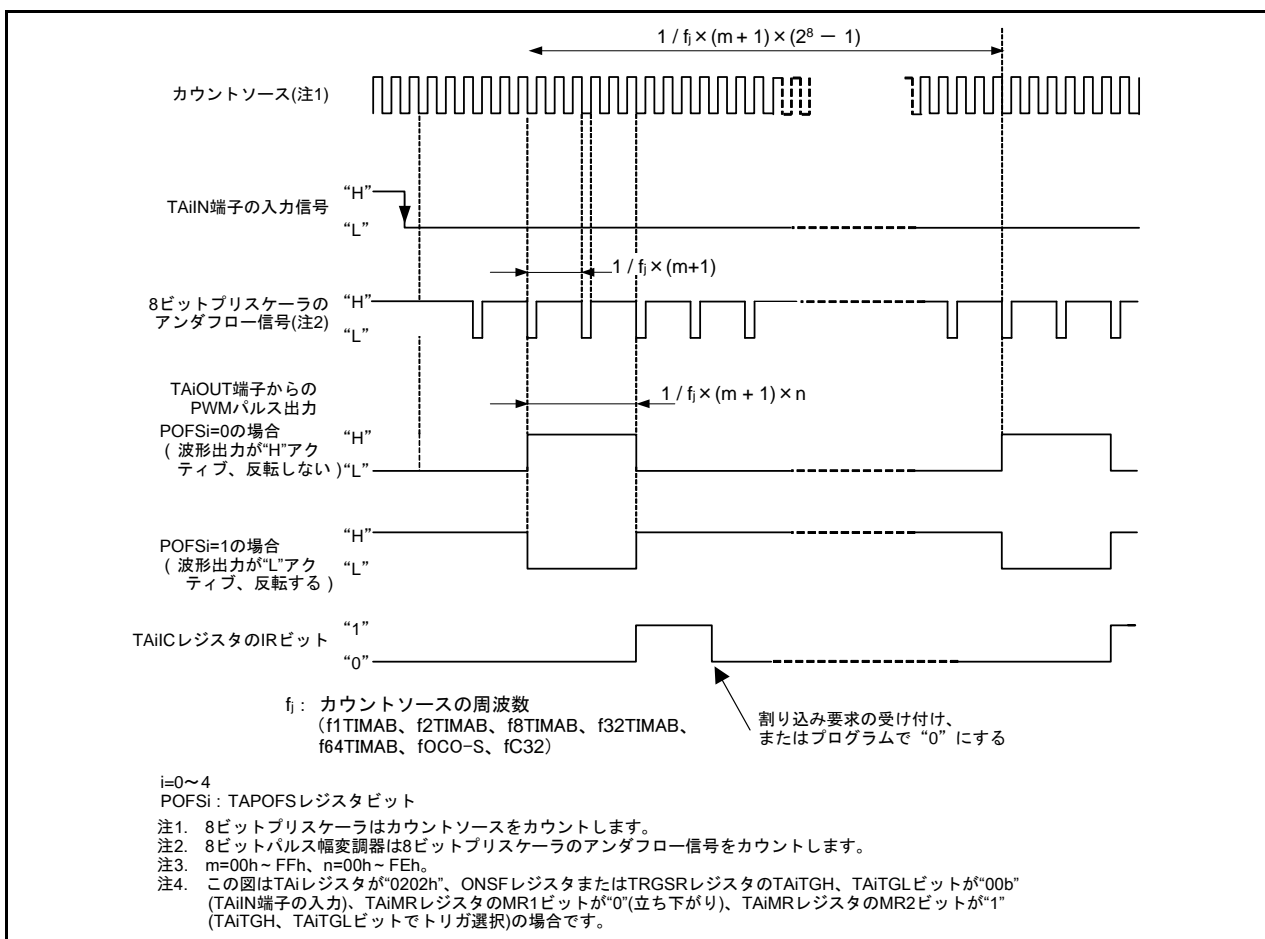 1 / fj × (m + 1) × (2⁸ － 1)
カウントソース(注1)
TAiIN端子の入力信号
“H”
“L”
1 / fj × (m+1)
8ビットプリスケーラの
アンダフロー信号(注2)
“H”
“L”
TAiOUT端子からの
PWMパルス出力
1 / fj × (m + 1) × n
POFSi=0の場合
( 波形出力が“H”アク
ティブ、反転しない )
“H”
“L”
POFSi=1の場合
( 波形出力が“L”アク
ティブ、反転する )
“H”
“L”
TAiICレジスタのIRビット
“1”
“0”
fj : カウントソースの周波数
(f1TIMAB、f2TIMAB、f8TIMAB、f32TIMAB、
f64TIMAB、fOCO-S、fC32)
割り込み要求の受け付け、
またはプログラムで “0” にする
i=0～4
POFSi : TAPOFSレジスタビット
注1. 8ビットプリスケーラはカウントソースをカウントします。
注2. 8ビットパルス幅変調器は8ビットプリスケーラのアンダフロー信号をカウントします。
注3. m=00h ~ FFh、n=00h ~ FEh。
注4. この図はTAiレジスタが“0202h”、ONSFレジスタまたはTRGSRレジスタのTAiTGH、TAiTGLビットが“00b”
(TAiIN端子の入力)、TAiMRレジスタのMR1ビットが“0”(立ち下がり)、TAiMRレジスタのMR2ビットが“1”
(TAiTGH、TAiTGLビットでトリガ選択)の場合です。